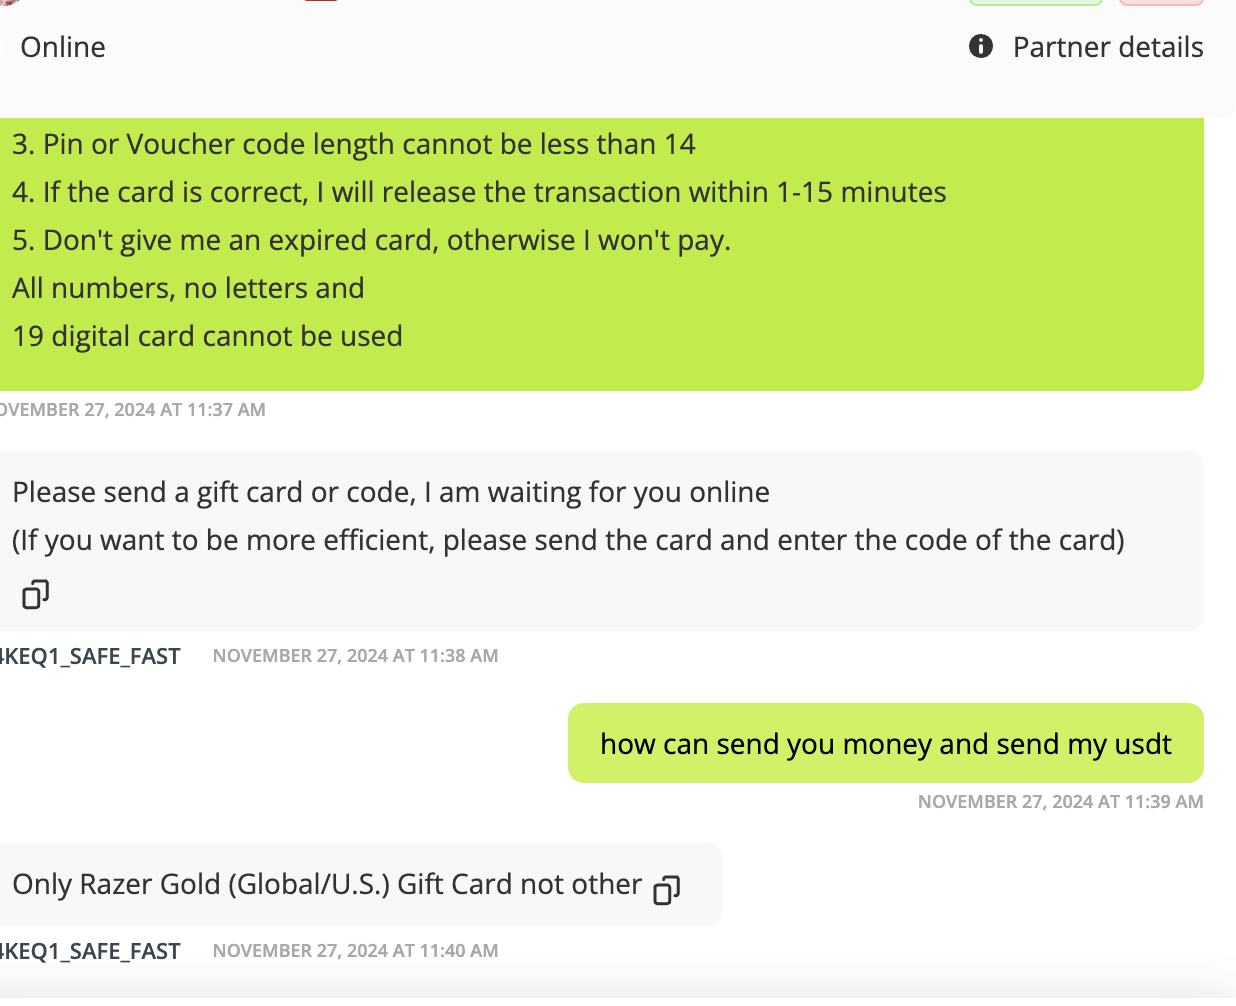 Online
Partner details
3. Pin or Voucher code length cannot be less than 14
4. If the card is correct, I will release the transaction within 1-15 minutes
5. Don't give me an expired card, otherwise I won't pay.
All numbers, no letters and
19 digital card cannot be used
OVEMBER 27, 2024 AT 11:37 AM
Please send a gift card or code, I am waiting for you online
(If you want to be more efficient, please send the card and enter the code of the card)
4KEQ1_SAFE_FAST NOVEMBER 27, 2024 AT 11:38 AM
how can send you money and send my usdt
NOVEMBER 27, 2024 AT 11:39 AM
Only Razer Gold (Global/U.S.) Gift Card not other
4KEQ1_SAFE_FAST NOVEMBER 27, 2024 AT 11:40 AM